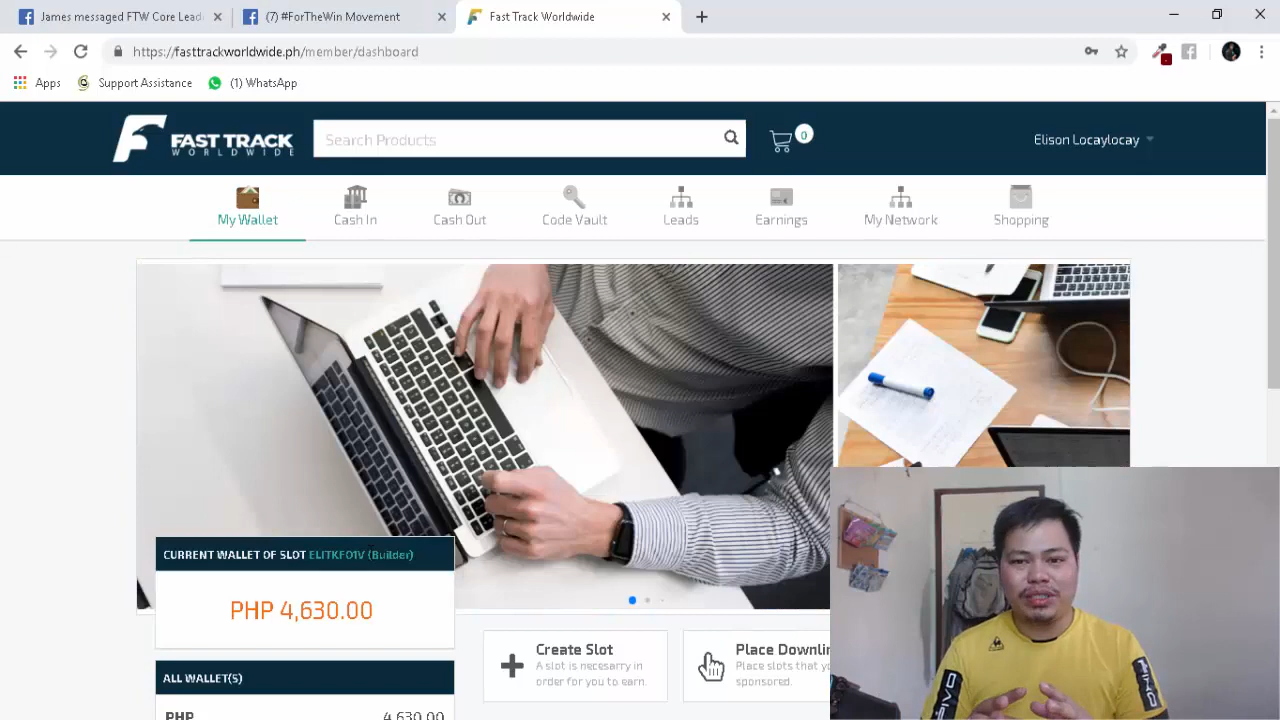 James messaged FTW Core Lead
(7) #ForTheWin Movement
Fast Track Worldwide
https://fasttrackworldwide.ph/member/dashboard
Apps
Support Assistance
(1) WhatsApp
FAST TRACK
WORLDWIDE
Search Products
0
Elison Locaylocay
My Wallet
Cash In
Cash Out
Code Vault
Leads
Earnings
My Network
Shopping
CURRENT WALLET OF SLOT ELITKFO1V (Builder)
PHP 4,630.00
Create Slot
A slot is necesarry in
order for you to earn.
Place Downlin
Place slots that yo
sponsored.
ALL WALLET(S)
PHP 4,630.00